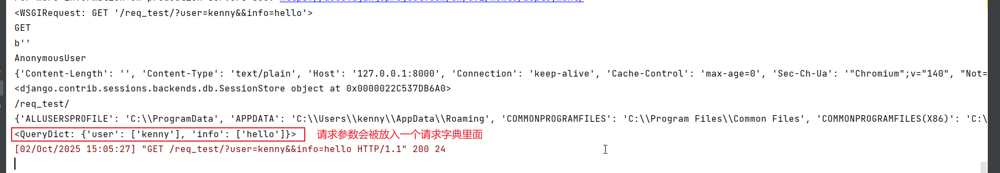 <WSGIRequest: GET '/req_test/?user=kenny&&info=hello'>
GET
b''
AnonymousUser
{'Content-Length': '', 'Content-Type': 'text/plain', 'Host': '127.0.0.1:8000', 'Connection': 'keep-alive', 'Cache-Control': 'max-age=0', 'Sec-Ch-Ua': '"Chromium";v="140", "Not=
<django.contrib.sessions.backends.db.SessionStore object at 0x0000022C537DB6A0>
/req_test/
{'ALLUSERSPROFILE': 'C:\\ProgramData', 'APPDATA': 'C:\\Users\\kenny\\AppData\\Roaming', 'COMMONPROGRAMFILES': 'C:\\Program Files\\Common Files', 'COMMONPROGRAMFILES(X86)': 'C:\
<QueryDict: {'user': ['kenny'], 'info': ['hello']}> 请求参数会被放入一个请求字典里面
[02/Oct/2025 15:05:27] "GET /req_test/?user=kenny&&info=hello HTTP/1.1" 200 24